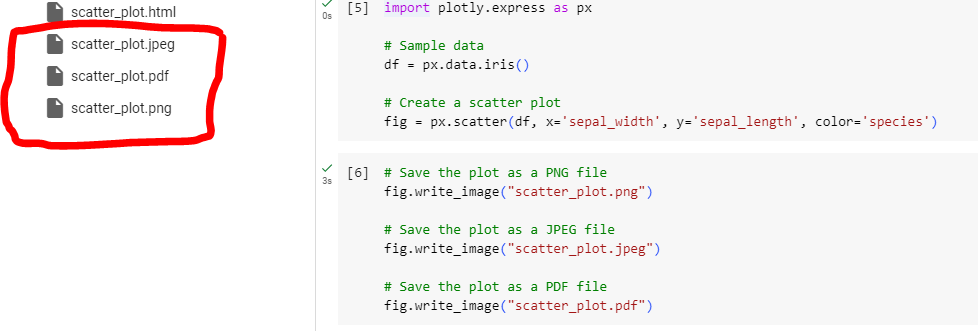 scatter_plot.html
scatter_plot.jpeg
scatter_plot.pdf
scatter_plot.png
0s
[5] import plotly.express as px
# Sample data
df = px.data.iris()
# Create a scatter plot
fig = px.scatter(df, x='sepal_width', y='sepal_length', color='species')
3s
[6] # Save the plot as a PNG file
fig.write_image("scatter_plot.png")
# Save the plot as a JPEG file
fig.write_image("scatter_plot.jpeg")
# Save the plot as a PDF file
fig.write_image("scatter_plot.pdf")